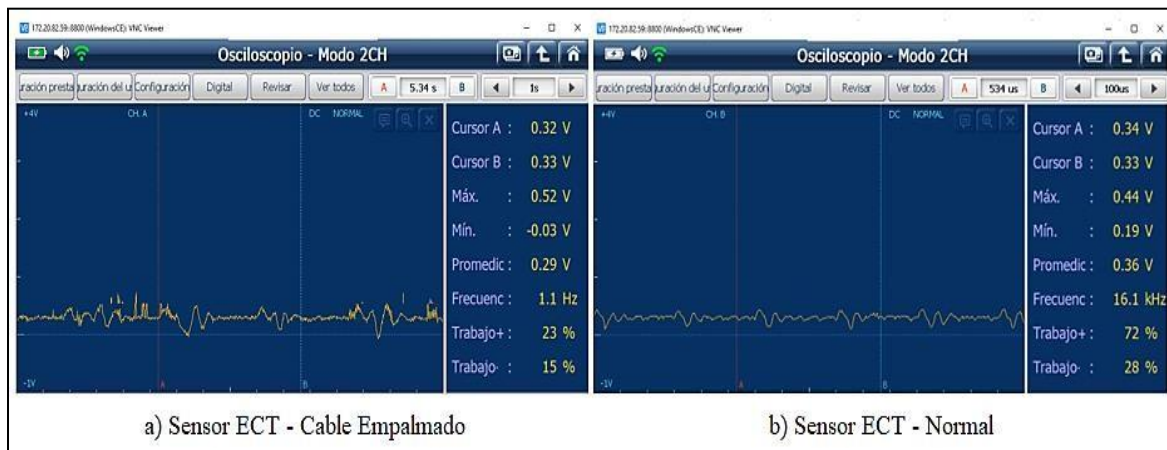 172.20.82.59::8800 (WindowsCE): VNC Viewer
Osciloscopio - Modo 2CH
ración presta
uración del u
Configuración
Digital
Revisar
Ver todos
A
5.34 s
B
1s
+4V
CH. A
DC NORMAL
Cursor A : 0.32 V
Cursor B : 0.33 V
Máx. : 0.52 V
Mín. : -0.03 V
Promedic : 0.29 V
Frecuenc : 1.1 Hz
Trabajo+ : 23 %
Trabajo- : 15 %
-1V
A
B
a) Sensor ECT - Cable Empalmado
172.20.82.59::8800 (WindowsCE): VNC Viewer
Osciloscopio - Modo 2CH
ración presta
uración del u
Configuración
Digital
Revisar
Ver todos
A
534 us
B
100us
+4V
CH. B
DC NORMAL
Cursor A : 0.34 V
Cursor B : 0.33 V
Máx. : 0.44 V
Mín. : 0.19 V
Promedic : 0.36 V
Frecuenc : 16.1 kHz
Trabajo+ : 72 %
Trabajo- : 28 %
-1V
A
B
b) Sensor ECT - Normal